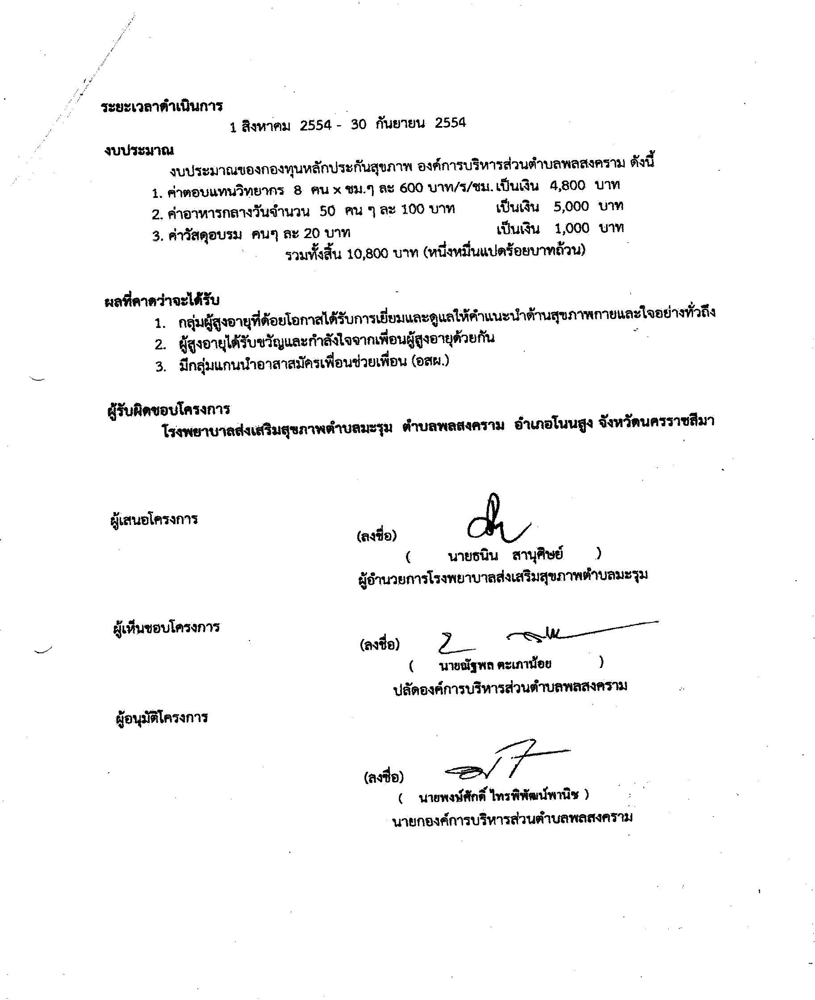 ระยะเวลาดำเนินการ
1 สิงหาคม 2554 - 30 กันยายน 2554
งบประมาณ
งบประมาณของกองทุนหลักประกันสุขภาพ องค์การบริหารส่วนตำบลพลสงคราม ดังนี้
1. ค่าตอบแทนวิทยากร 8 คน x ชม.ๆ ละ 600 บาท/ร/ชม. เป็นเงิน 4,800 บาท
2. ค่าอาหารกลางวันจำนวน 50 คน ๆ ละ 100 บาท เป็นเงิน 5,000 บาท
3. ค่าวัสดุอบรม คนๆ ละ 20 บาท เป็นเงิน 1,000 บาท
รวมทั้งสิ้น 10,800 บาท (หนึ่งหมื่นแปดร้อยบาทถ้วน)
ผลที่คาดว่าจะได้รับ
1. กลุ่มผู้สูงอายุที่ด้อยโอกาสได้รับการเยี่ยมและดูแลให้คำแนะนำด้านสุขภาพกายและใจอย่างทั่วถึง
2. ผู้สูงอายุได้รับขวัญและกำลังใจจากเพื่อนผู้สูงอายุด้วยกัน
3. มีกลุ่มแกนนำอาสาสมัครเพื่อนช่วยเพื่อน (อสผ.)
ผู้รับผิดชอบโครงการ
โรงพยาบาลส่งเสริมสุขภาพตำบลมะรุม ตำบลพลสงคราม อำเภอโนนสูง จังหวัดนครราชสีมา
ผู้เสนอโครงการ
(ลงชื่อ)
( นายธนิน สานุศิษย์ )
ผู้อำนวยการโรงพยาบาลส่งเสริมสุขภาพตำบลมะรุม
ผู้เห็นชอบโครงการ
(ลงชื่อ)
( นายณัฐพล ตะเภาน้อย )
ปลัดองค์การบริหารส่วนตำบลพลสงคราม
ผู้อนุมัติโครงการ
(ลงชื่อ)
( นายพงษ์ศักดิ์ ไทรพิพัฒน์พานิช )
นายกองค์การบริหารส่วนตำบลพลสงคราม